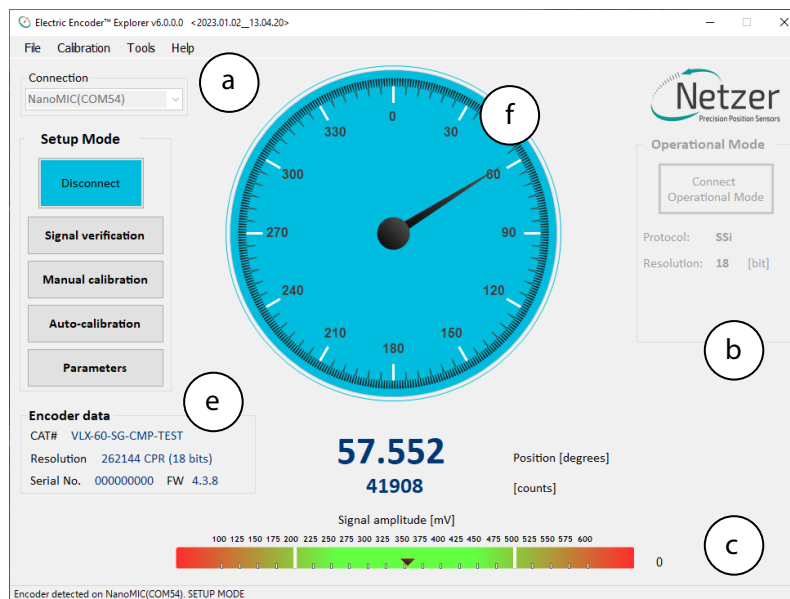 Electric Encoder™ Explorer v6.0.0.0 <2023.01.02__13.04.20>
File Calibration Tools Help
Connection
NanoMIC(COM54)
a
Setup Mode
Disconnect
Signal verification
Manual calibration
Auto-calibration
Parameters
e
Encoder data
CAT# VLX-60-SG-CMP-TEST
Resolution 262144 CPR (18 bits)
Serial No. 000000000 FW 4.3.8
f
0
30
60
90
120
150
180
210
240
270
300
330
57.552 Position [degrees]
41908 [counts]
Signal amplitude [mV]
100 125 150 175 200 225 250 275 300 325 350 375 400 425 450 475 500 525 550 575 600
0
c
Netzer
Precision Position Sensors
Operational Mode
Connect
Operational Mode
Protocol: SSi
Resolution: 18 [bit]
b
Encoder detected on NanoMIC(COM54). SETUP MODE